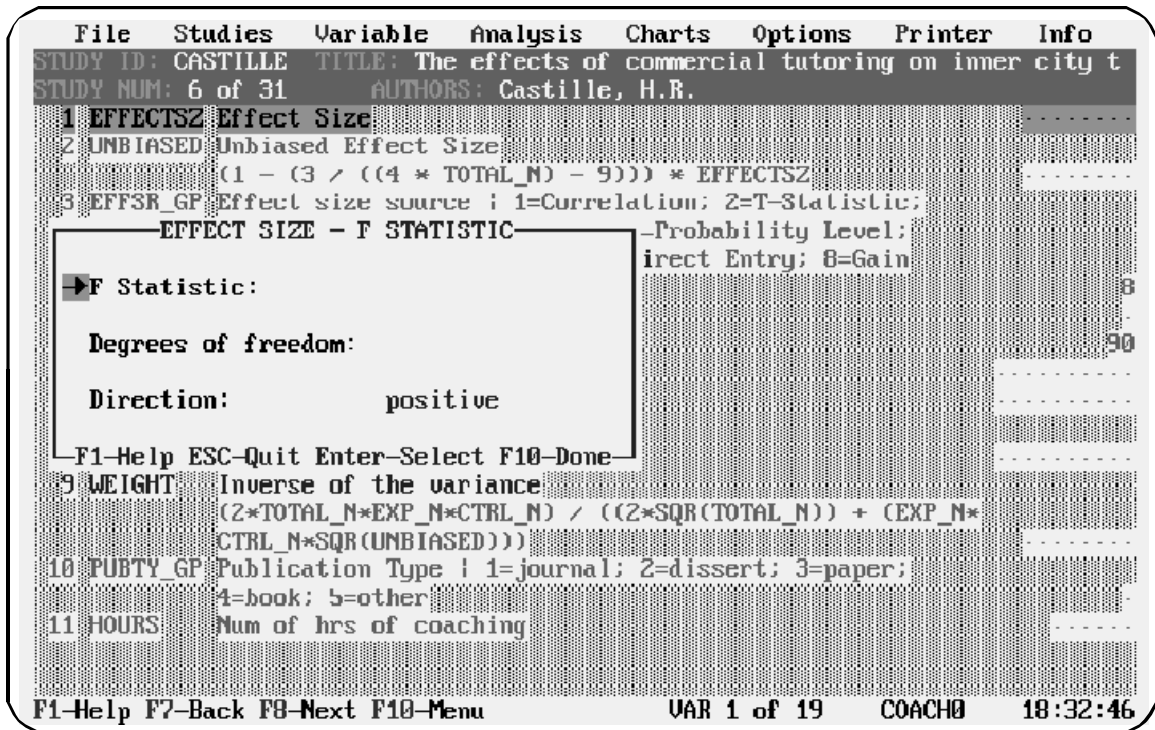 File Studies Variable Analysis Charts Options Printer Info
STUDY ID: CASTILLE TITLE: The effects of commercial tutoring on inner city t
STUDY NUM: 6 of 31 AUTHORS: Castille, H.R.
1 EFFECTSZ Effect Size
2 UNBIASED Unbiased Effect Size
(1 - (3 / ((4 * TOTAL_N) - 9))) * EFFECTSZ
3 EFFSR_GP Effect size source | 1=Correlation; 2=T-Statistic;
EFFECT SIZE - F STATISTIC -Probability Level;
irect Entry; 8=Gain
→F Statistic: 8
Degrees of freedom: 90
Direction: positive
F1-Help ESC-Quit Enter-Select F10-Done
9 WEIGHT Inverse of the variance
(2*TOTAL_N*EXP_N*CTRL_N) / ((2*SQR(TOTAL_N)) + (EXP_N*
CTRL_N*SQR(UNBIASED)))
10 PUBTY_GP Publication Type | 1=journal; 2=dissert; 3=paper;
4=book; 5=other
11 HOURS Num of hrs of coaching
F1-Help F7-Back F8-Next F10-Menu VAR 1 of 19 COACH0 18:32:46